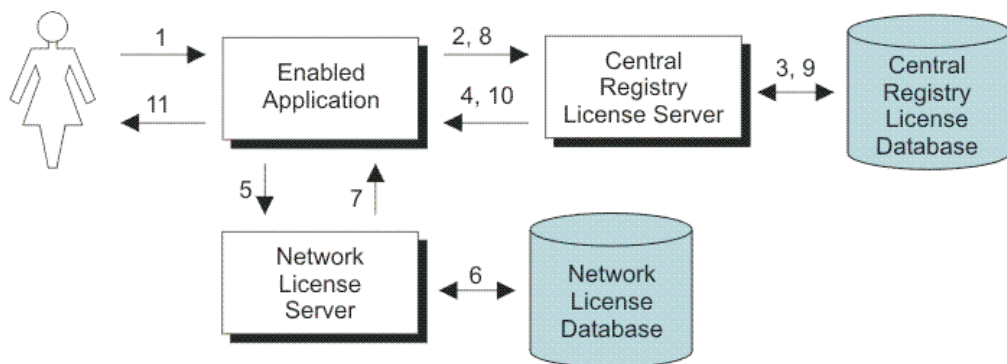 1
11
Enabled
Application
2, 8
4, 10
Central
Registry
License Server
3, 9
Central
Registry
License
Database
5
7
Network
License
Server
6
Network
License
Database